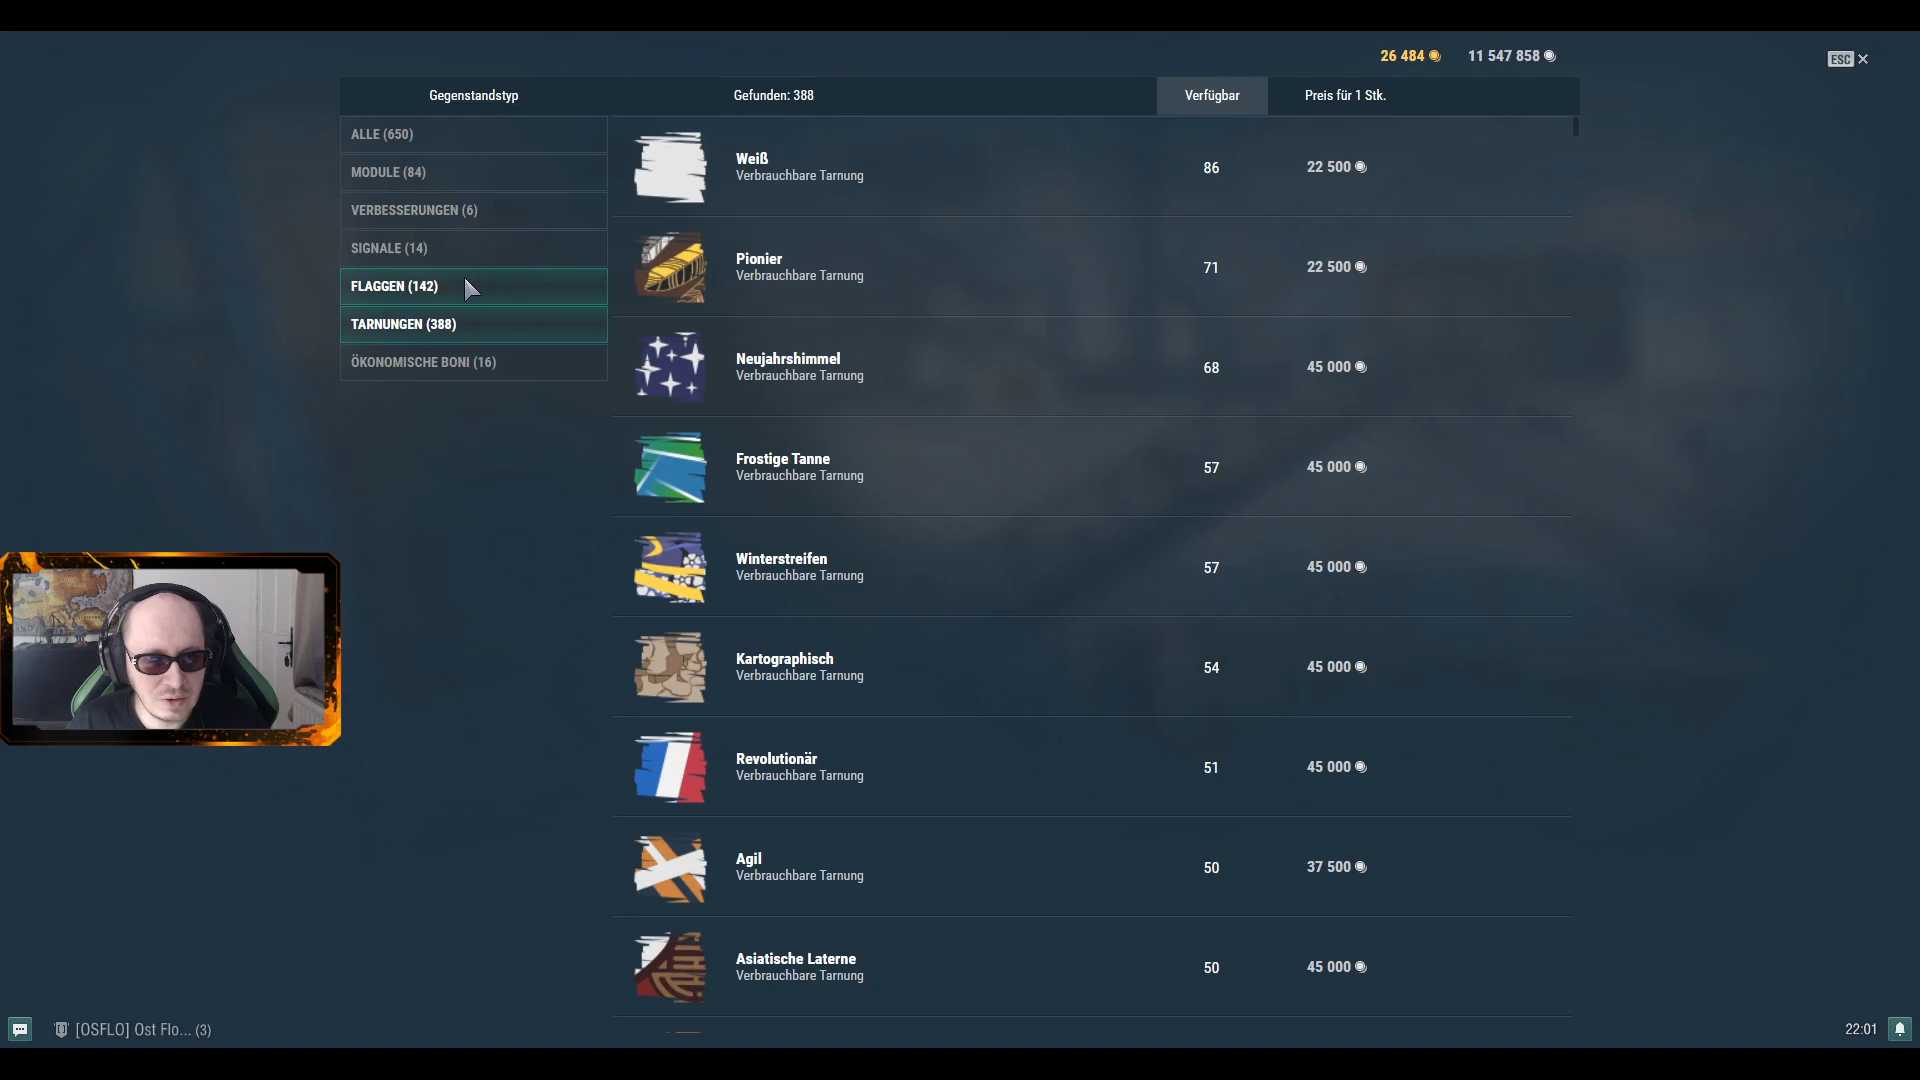 26 484
11 547 858
ESC
Gegenstandstyp
Gefunden: 388
Verfügbar
Preis für 1 Stk.
ALLE (650)
MODULE (84)
VERBESSERUNGEN (6)
SIGNALE (14)
FLAGGEN (142)
TARNUNGEN (388)
ÖKONOMISCHE BONI (16)
Weiß
Verbrauchbare Tarnung
86
22 500
Pionier
Verbrauchbare Tarnung
71
22 500
Neujahrshimmel
Verbrauchbare Tarnung
68
45 000
Frostige Tanne
Verbrauchbare Tarnung
57
45 000
Winterstreifen
Verbrauchbare Tarnung
57
45 000
Kartographisch
Verbrauchbare Tarnung
54
45 000
Revolutionär
Verbrauchbare Tarnung
51
45 000
Agil
Verbrauchbare Tarnung
50
37 500
Asiatische Laterne
Verbrauchbare Tarnung
50
45 000
[OSFLO] Ost Flo... (3)
22:01